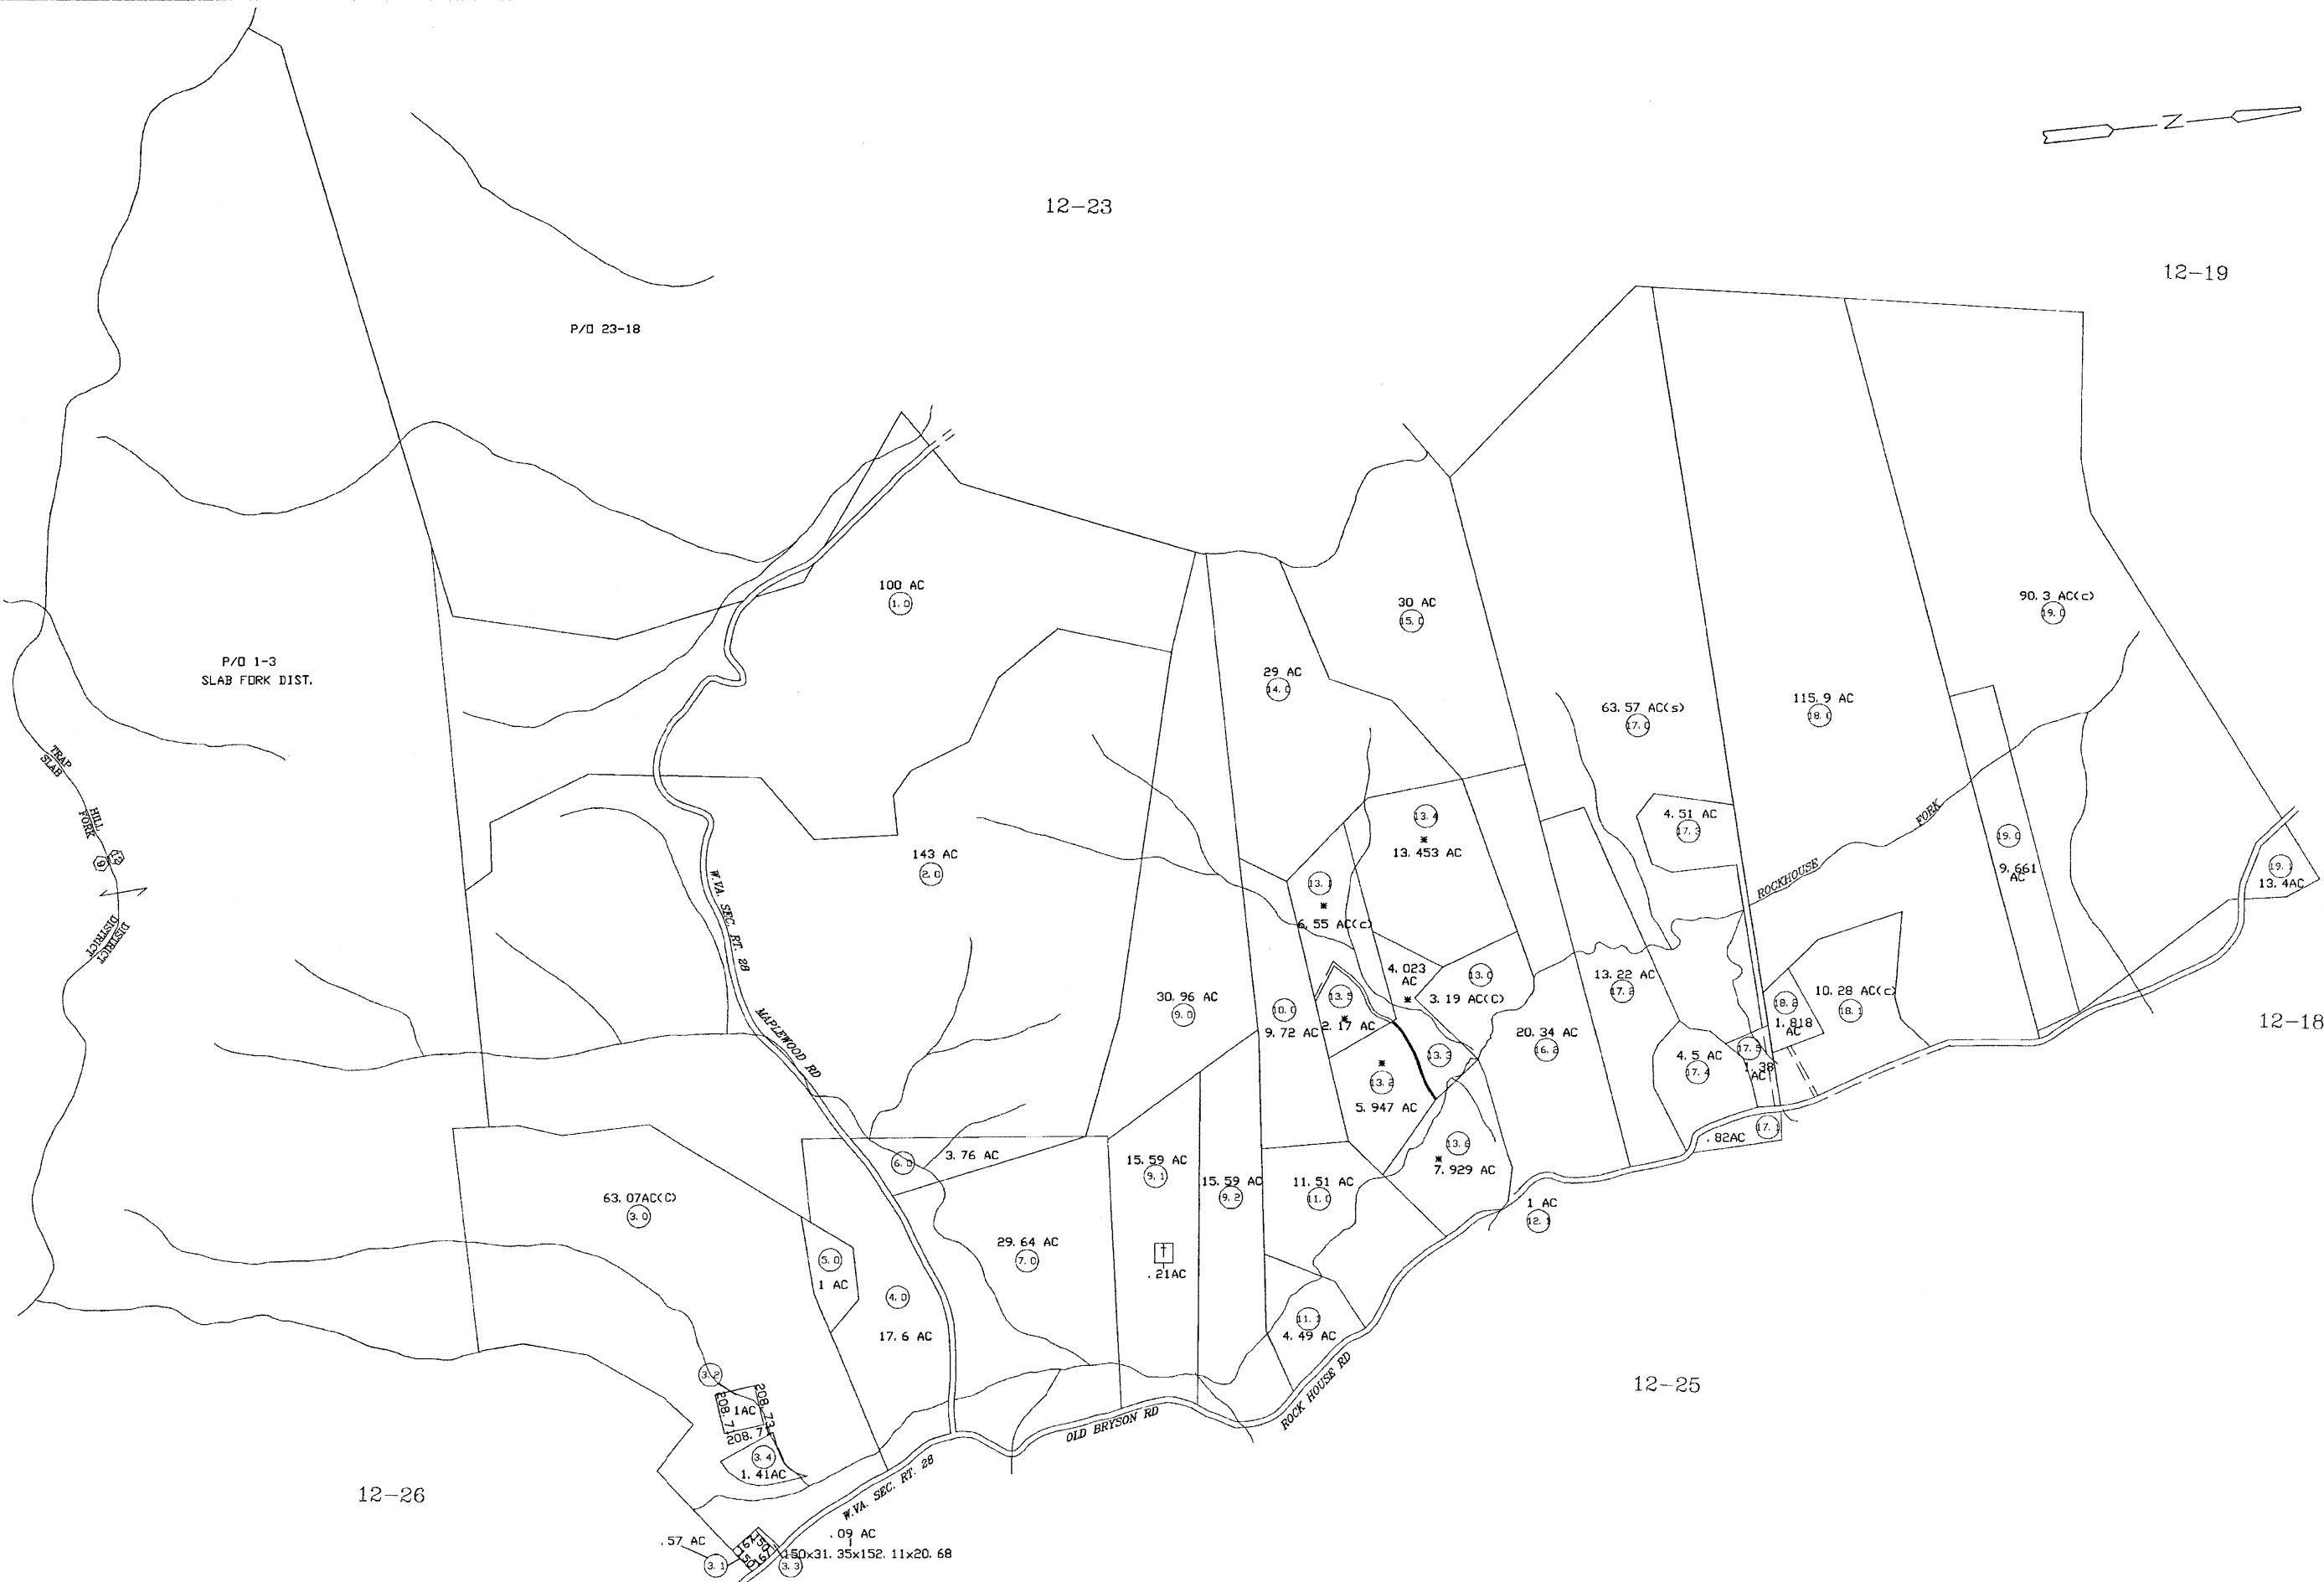 N
12-23
12-19
P/O 23-18
100 AC
1.0
30 AC
15.0
90.3 AC(c)
19.0
P/O 1-3
SLAB FORK DIST.
29 AC
14.0
63.57 AC(s)
17.0
115.9 AC
18.0
TRAP
SLAB
HILL
FORK
9
12
DISTRICT
DISTRICT
143 AC
2.0
W.VA. SEC. RT. 28
13.4
13.453 AC
4.51 AC
17.3
FORK
ROCKHOUSE
19.0
9.661
AC
19.1
13.4AC
13.1
6.55 AC(c)
4.023
AC
13.0
3.19 AC(C)
13.22 AC
17.2
10.28 AC(c)
18.1
18.2
1.818
AC
12-18
30.96 AC
9.0
10.0
9.72 AC
13.5
2.17 AC
MAPLEWOOD RD
20.34 AC
16.2
13.3
13.2
5.947 AC
4.5 AC
17.4
17.5
1.38
AC
17.1
.82AC
6.0
3.76 AC
15.59 AC
9.1
15.59 AC
9.2
11.51 AC
11.0
13.6
7.929 AC
1 AC
12.1
63.07AC(C)
3.0
5.0
1 AC
29.64 AC
7.0
.21AC
4.0
17.6 AC
11.1
4.49 AC
3.2
208.73
208.71
1AC
208.71
3.4
1.41AC
OLD BRYSON RD
ROCK HOUSE RD
12-25
12-26
W.VA. SEC. RT. 28
.57 AC
3.1
167
150
150
167
3.3
.09 AC
150x31.35x152.11x20.68